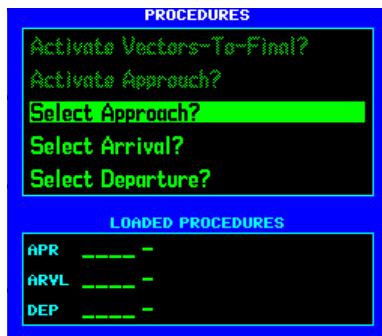 PROCEDURES
Activate Vectors-To-Final?
Activate Approach?
Select Approach?
Select Arrival?
Select Departure?
LOADED PROCEDURES
APR ____ -
ARVL ____ -
DEP ____ -